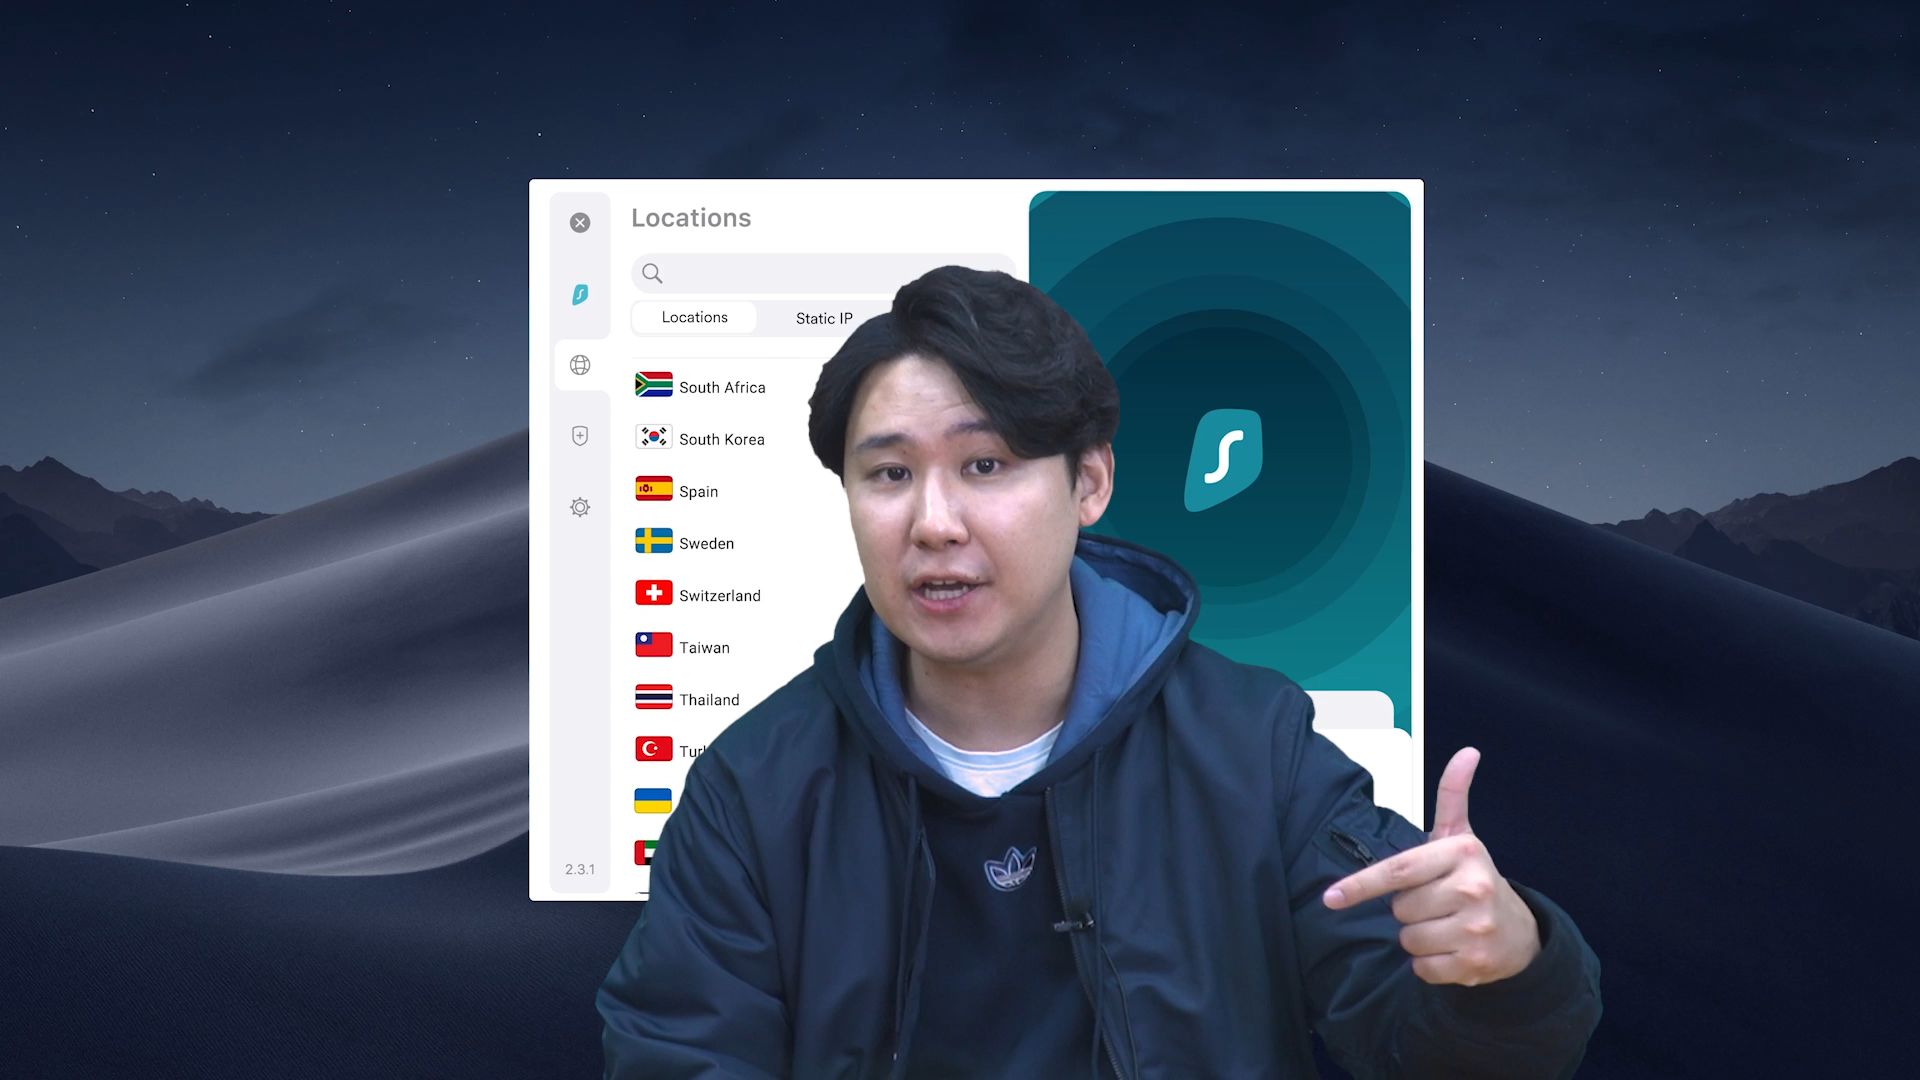 Locations
Locations
Static IP
South Africa
South Korea
Spain
Sweden
Switzerland
Taiwan
Thailand
2.3.1